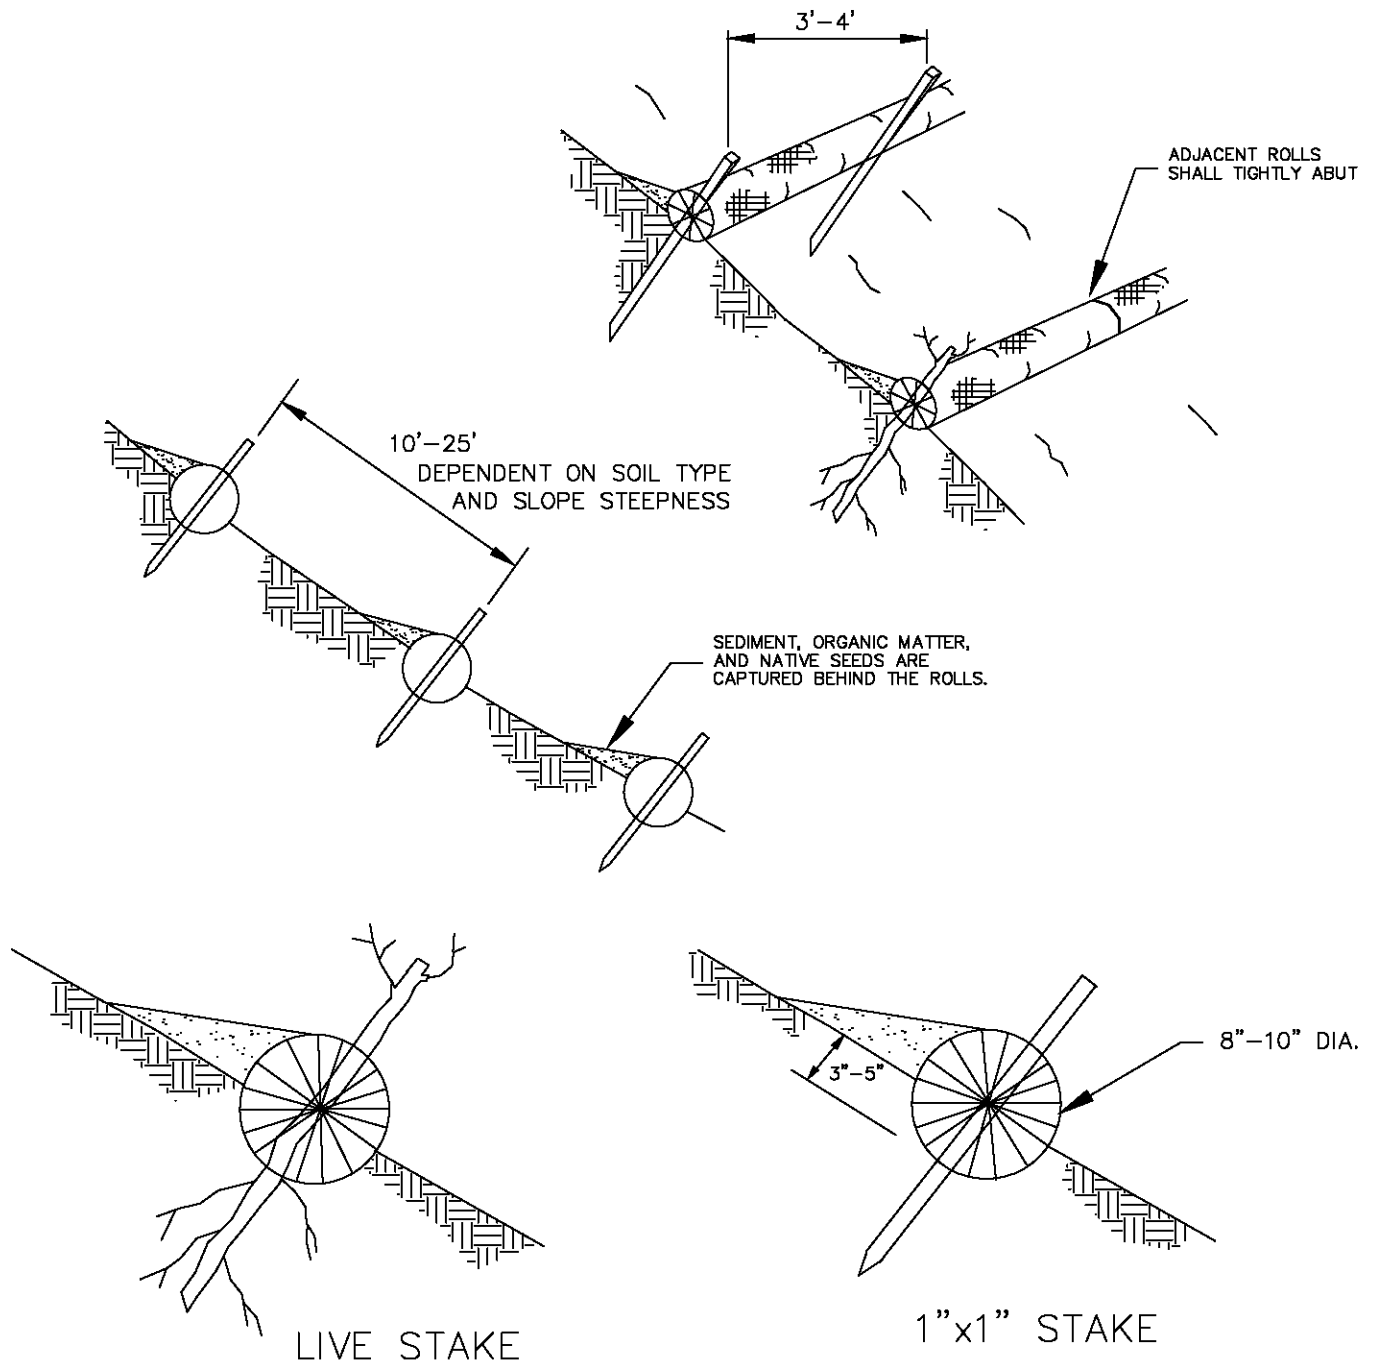 3'-4'
ADJACENT ROLLS
SHALL TIGHTLY ABUT
10'-25'
DEPENDENT ON SOIL TYPE
AND SLOPE STEEPNESS
SEDIMENT, ORGANIC MATTER,
AND NATIVE SEEDS ARE
CAPTURED BEHIND THE ROLLS.
3"-5"
8"-10" DIA.
LIVE STAKE
1"x1" STAKE